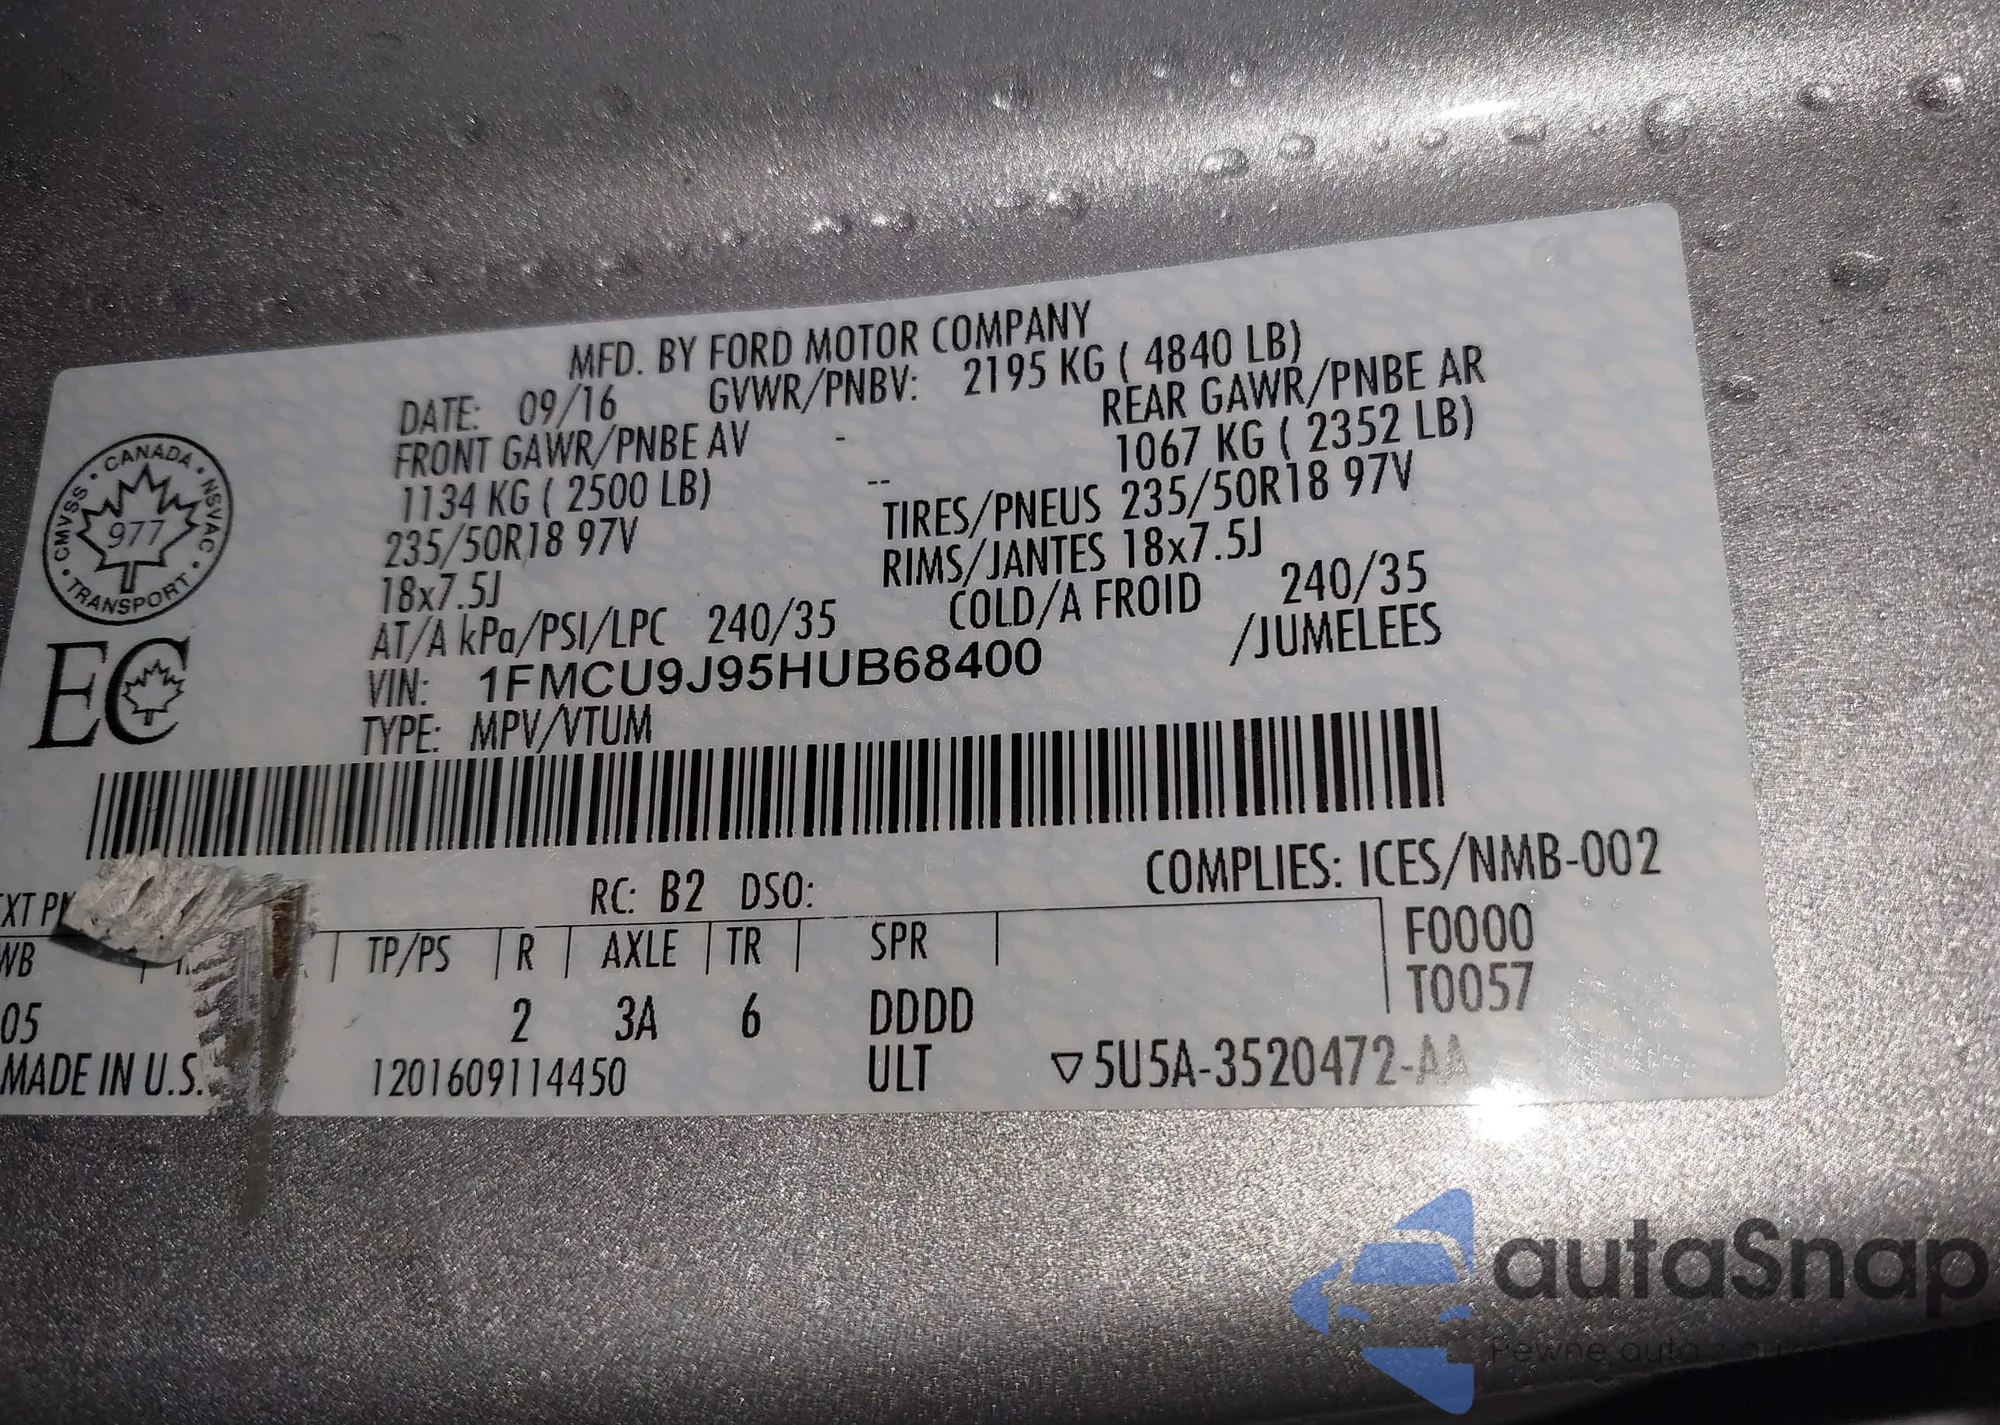 MFD. BY FORD MOTOR COMPANY
DATE: 09/16 GVWR/PNBV: 2195 KG ( 4840 LB)
FRONT GAWR/PNBE AV - REAR GAWR/PNBE AR
1134 KG ( 2500 LB) -- 1067 KG ( 2352 LB)
235/50R18 97V TIRES/PNEUS 235/50R18 97V
18x7.5J RIMS/JANTES 18x7.5J
AT/A kPa/PSI/LPC 240/35 COLD/A FROID 240/35
VIN: 1FMCU9J95HUB68400 /JUMELEES
TYPE: MPV/VTUM
CANADA
CMVSS 977 NSVAC
TRANSPORT
EC
RC: B2 DSO: COMPLIES: ICES/NMB-002
WB TP/PS R AXLE TR SPR F0000
T0057
05 2 3A 6 DDDD
MADE IN U.S. 1201609114450 ULT ▽5U5A-3520472-AA
autaSnap
Pewne auto z